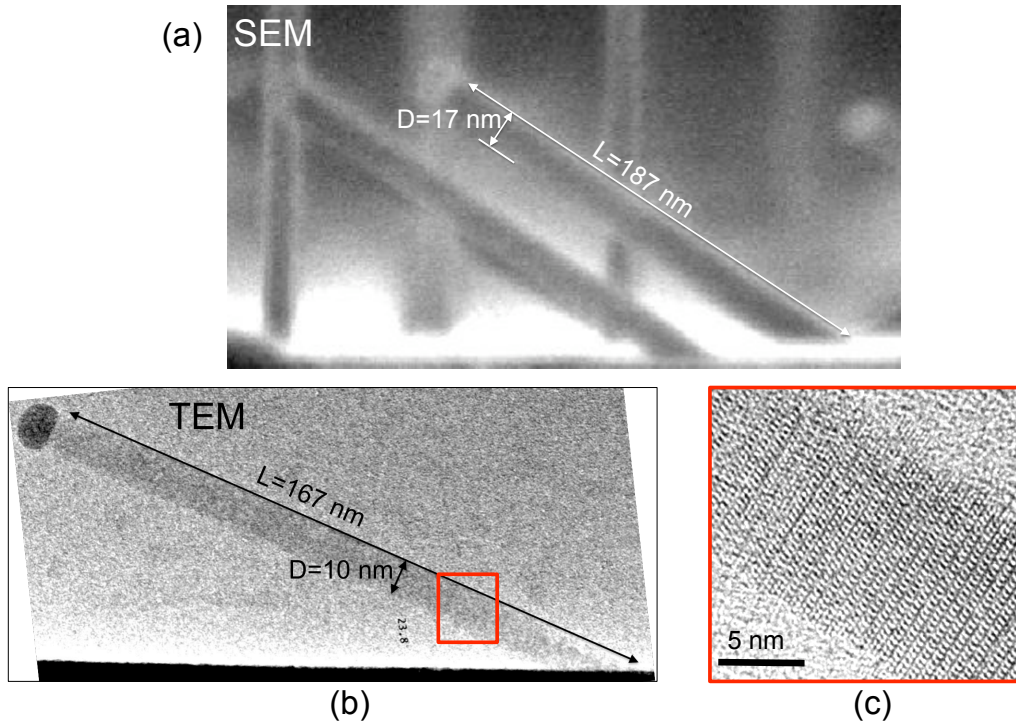 (a)
SEM
D=17 nm
L=187 nm
TEM
L=167 nm
D=10 nm
23,8
5 nm
(b)
(c)